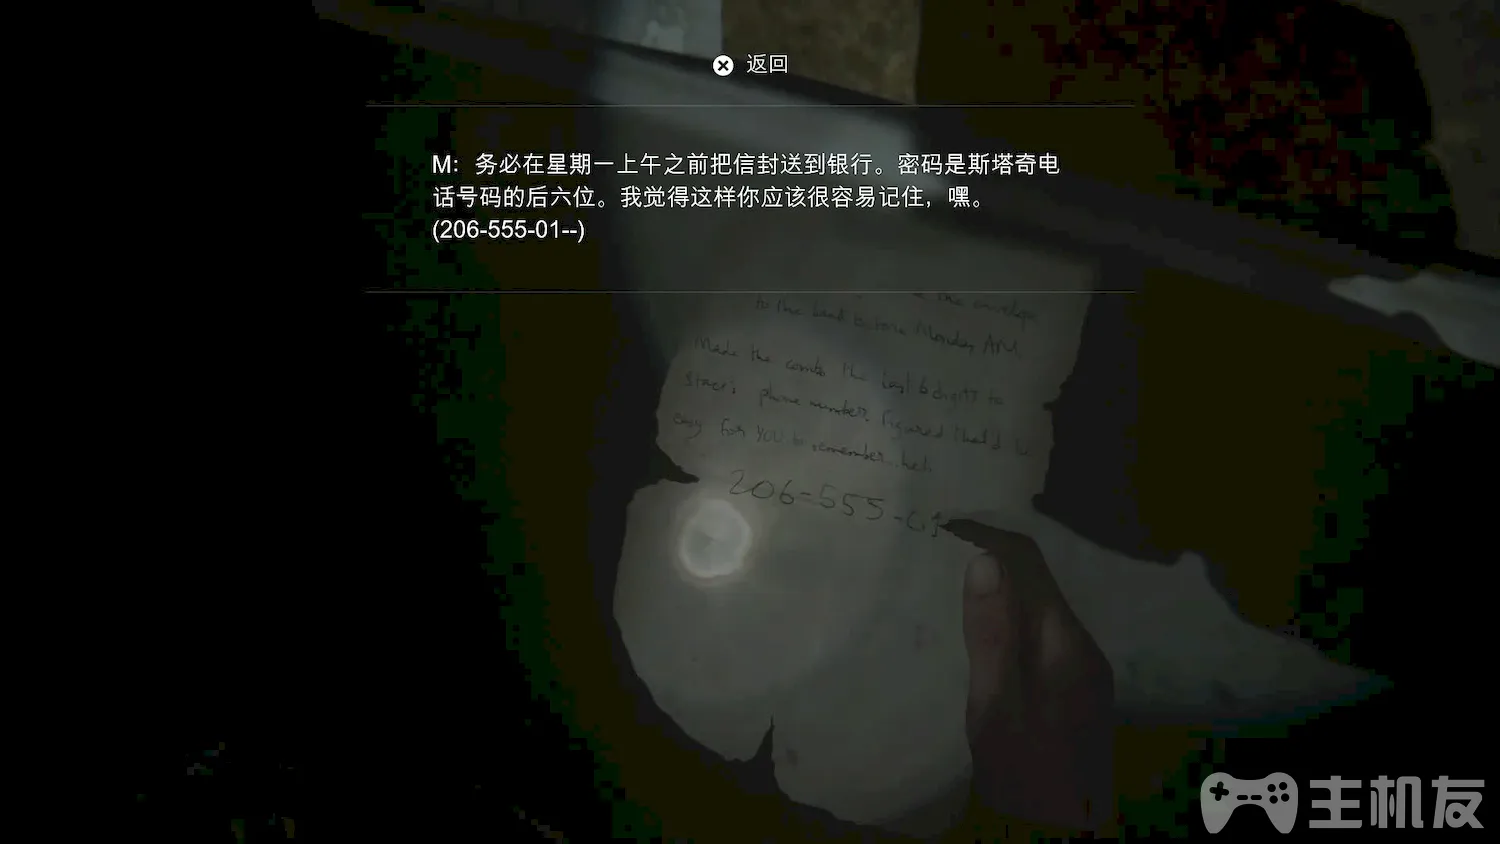 返回
M: 务必在星期一上午之前把信封送到银行。密码是斯塔奇电
话号码的后六位。我觉得这样你应该很容易记住，嘿。
(206-555-01--)
the envelope
to the bank before Monday AM.
Made the combo the last 6 digits to
Staci's phone number. Figured that'd be
easy for you to remember...heh.
206-555-01
主机友